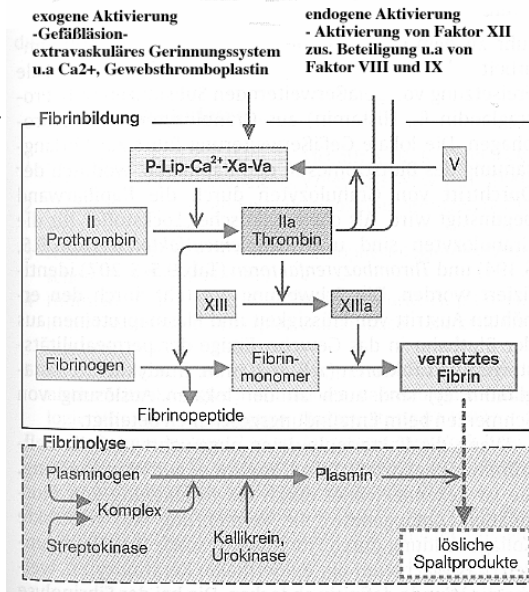 exogene Aktivierung
-Gefäßläsion-
extravaskuläres Gerinnungssystem
u.a Ca2+, Gewebsthromboplastin
endogene Aktivierung
- Aktivierung von Faktor XII
zus. Beteiligung u.a von
Faktor VIII und IX
Fibrinbildung
P-Lip-Ca2+-Xa-Va
V
II
Prothrombin
IIa
Thrombin
XIII
XIIIa
Fibrinogen
Fibrin-
monomer
vernetztes
Fibrin
Fibrinopeptide
Fibrinolyse
Plasminogen
Plasmin
Komplex
Streptokinase
Kallikrein,
Urokinase
lösliche
Spaltprodukte